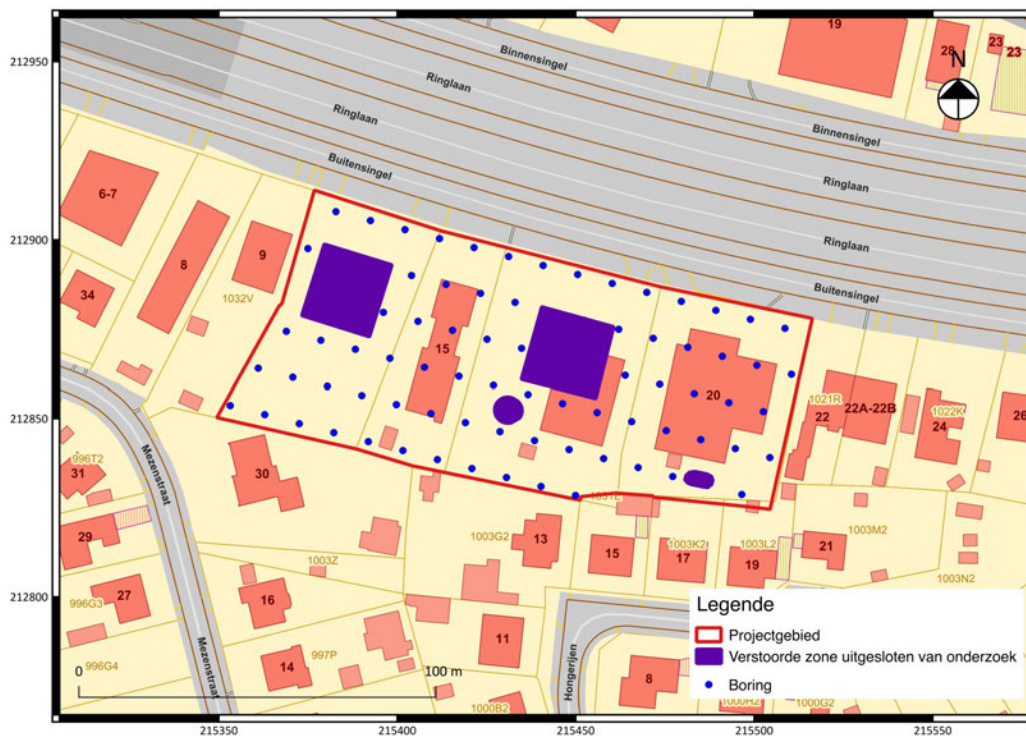 19
28
23
23
N
212950
Binnensingel
Ringlaan
Ringlaan
Buitensingel
Binnensingel
Ringlaan
Ringlaan
Buitensingel
6-7
8
9
34
1032V
212900
15
20
1021R
22
22A-22B
1022K
24
26
212850
996T2
31
Mezenstraat
30
29
1003Z
1003G2
13
1031E
15
1003K2
17
1003L2
19
21
1003M2
1003N2
212800
996G3
27
16
11
996G4
14
997P
Mezenstraat
Hongerijen
8
1000B2
1000H2
1000G2
0
100 m
Legende
Projectgebied
Verstoorde zone uitgesloten van onderzoek
Boring
215350
215400
215450
215500
215550